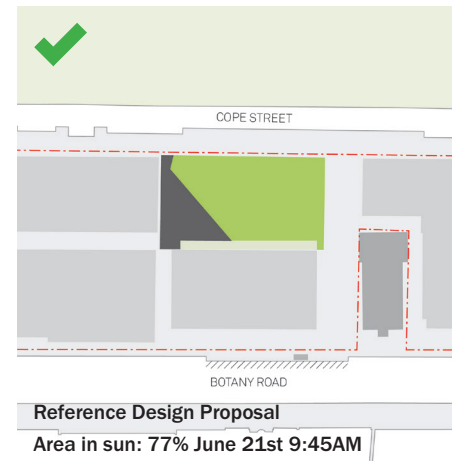 COPE STREET
BOTANY ROAD
Reference Design Proposal
Area in sun: 77% June 21st 9:45AM